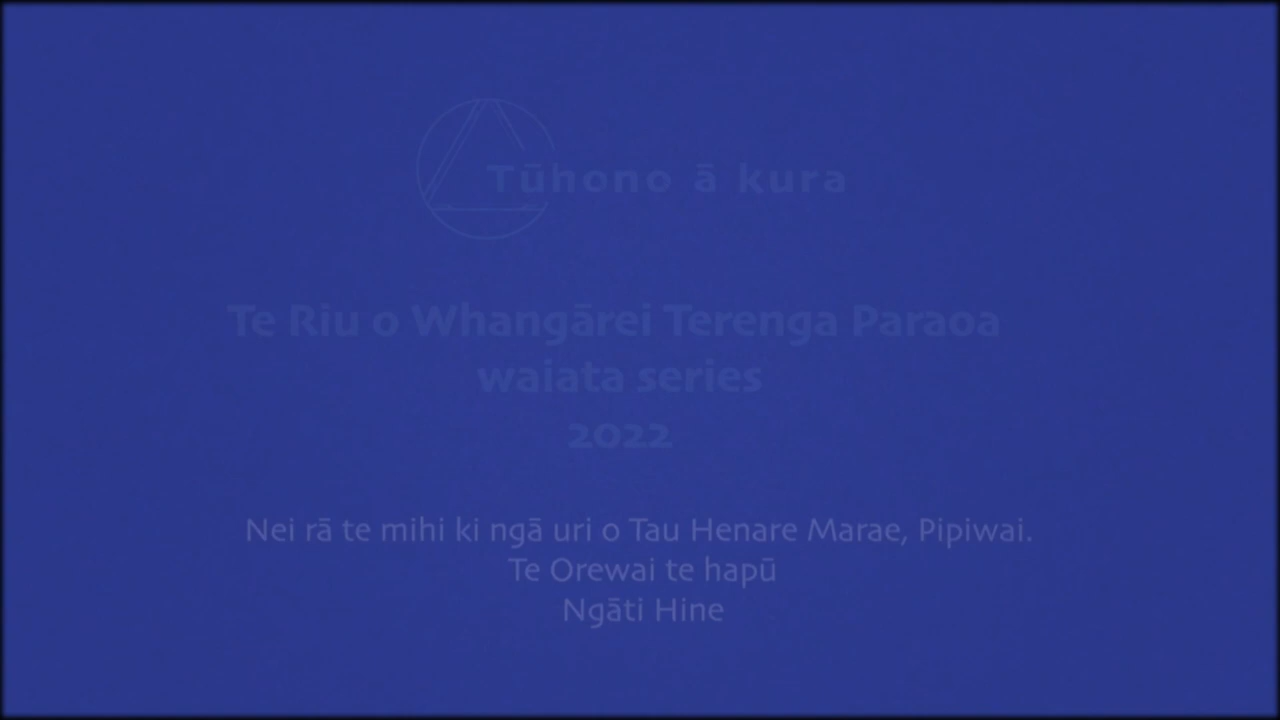 Tūhono ā kura
Te Riu o Whangārei Terenga Paraoa
waiata series
2022
Nei rā te mihi ki ngā uri o Tau Henare Marae, Pipiwai.
Te Orewai te hapū
Ngāti Hine